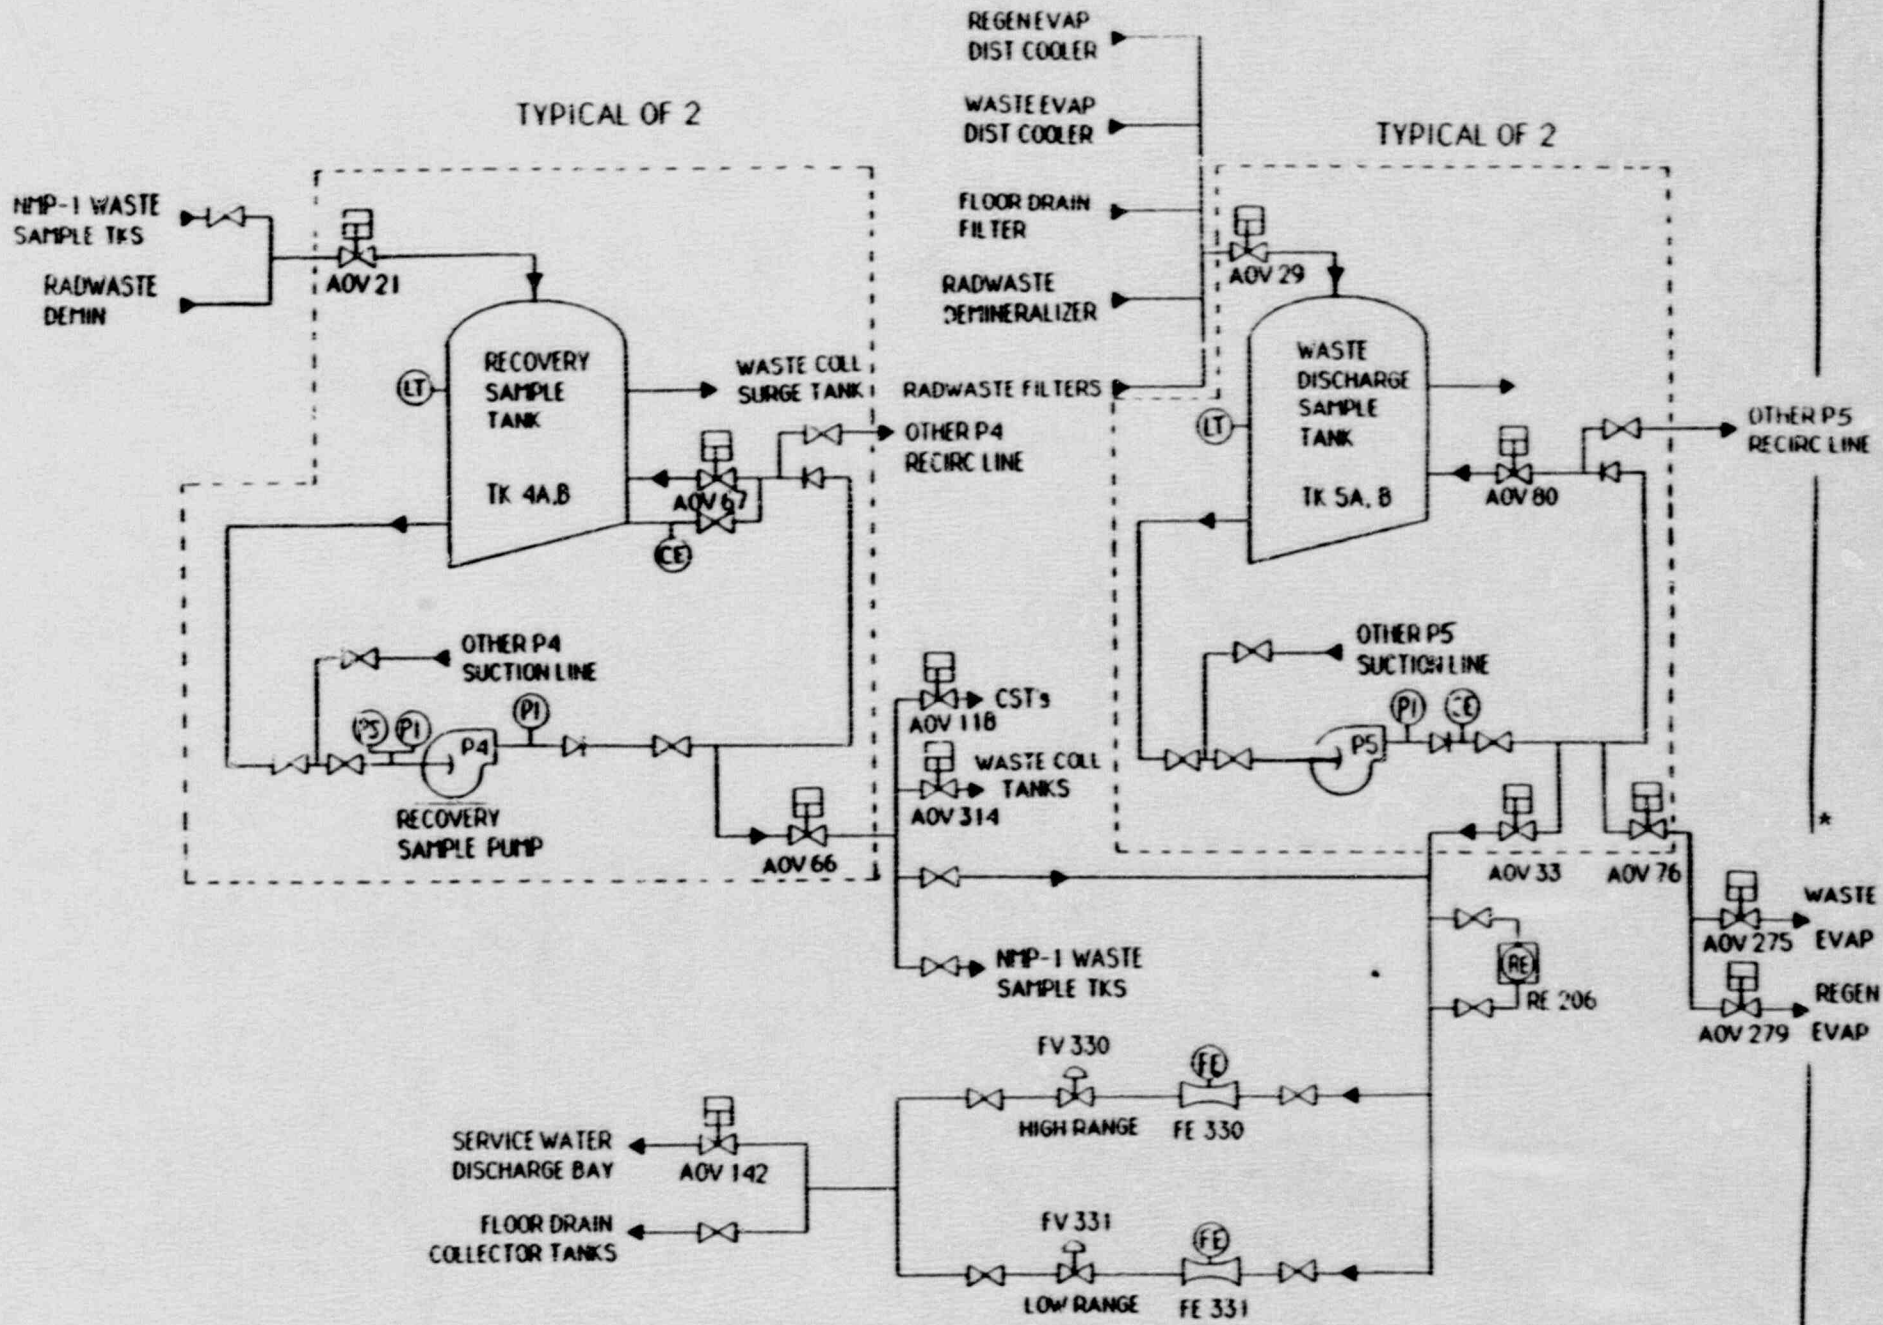 REGEN EVAP
DIST COOLER
WASTE EVAP
DIST COOLER
TYPICAL OF 2
TYPICAL OF 2
NMP-1 WASTE
SAMPLE TKS
RADWASTE
DEMIN
AOV 21
FLOOR DRAIN
FILTER
AOV 29
RADWASTE
DEMINERALIZER
RADWASTE FILTERS
LT
RECOVERY
SAMPLE
TANK
TK 4A,B
WASTE COLL
SURGE TANK
OTHER P4
RECIRC LINE
AOV 67
CE
LT
WASTE
DISCHARGE
SAMPLE
TANK
TK 5A, B
OTHER P5
RECIRC LINE
AOV 80
OTHER P4
SUCTION LINE
PS
PI
P4
PI
RECOVERY
SAMPLE PUMP
AOV 66
CST's
AOV 118
WASTE COLL
TANKS
AOV 314
OTHER P5
SUCTION LINE
P5
PI
CE
AOV 33
AOV 76
*
WASTE
EVAP
AOV 275
REGEN
EVAP
AOV 279
NMP-1 WASTE
SAMPLE TKS
RE
RE 206
FV 330
HIGH RANGE
FE
FE 330
SERVICE WATER
DISCHARGE BAY
AOV 142
FLOOR DRAIN
COLLECTOR TANKS
FV 331
LOW RANGE
FE
FE 331